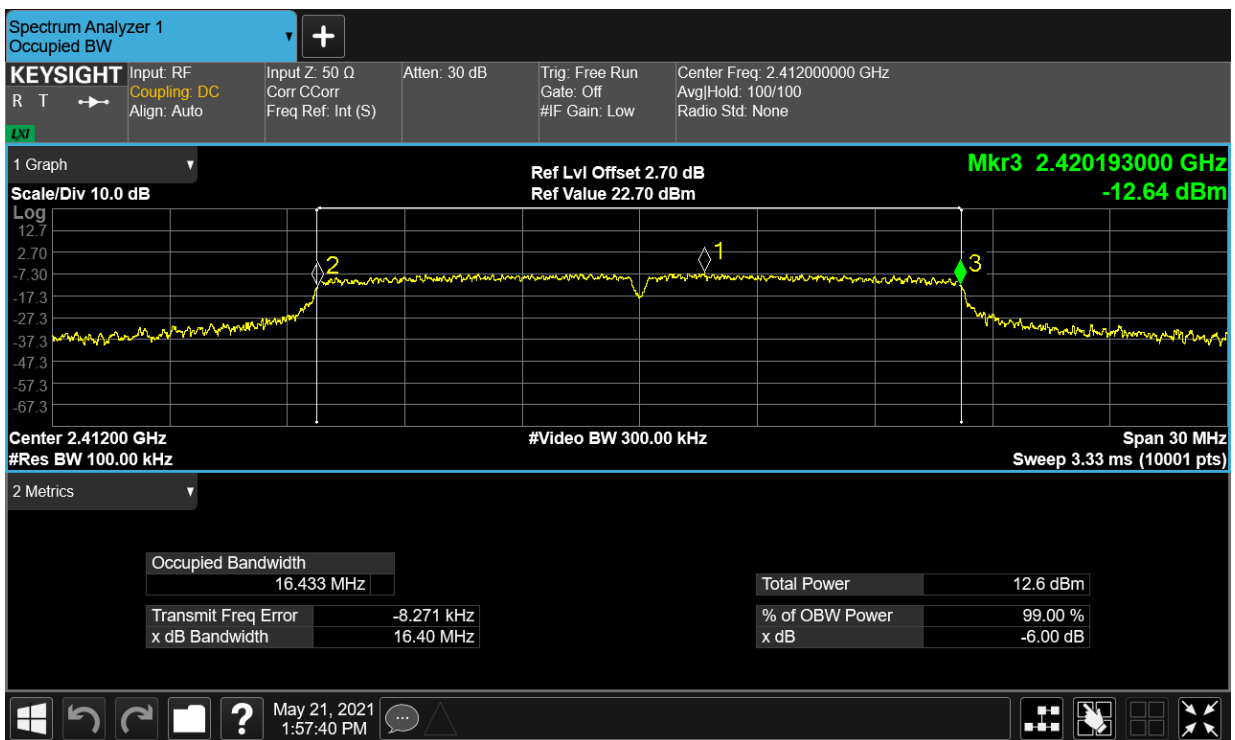 Spectrum Analyzer 1
Occupied BW
KEYSIGHT
R T
LXI
Input: RF
Coupling: DC
Align: Auto
Input Z: 50 Ω
Corr CCorr
Freq Ref: Int (S)
Atten: 30 dB
Trig: Free Run
Gate: Off
#IF Gain: Low
Center Freq: 2.412000000 GHz
Avg|Hold: 100/100
Radio Std: None
1 Graph
Scale/Div 10.0 dB
Ref Lvl Offset 2.70 dB
Ref Value 22.70 dBm
Mkr3 2.420193000 GHz
-12.64 dBm
Log
12.7
2.70
-7.30
-17.3
-27.3
-37.3
-47.3
-57.3
-67.3
2
1
3
Center 2.41200 GHz
#Res BW 100.00 kHz
#Video BW 300.00 kHz
Span 30 MHz
Sweep 3.33 ms (10001 pts)
2 Metrics
Occupied Bandwidth
16.433 MHz
Transmit Freq Error -8.271 kHz
x dB Bandwidth 16.40 MHz
Total Power 12.6 dBm
% of OBW Power 99.00 %
x dB -6.00 dB
?
May 21, 2021
1:57:40 PM